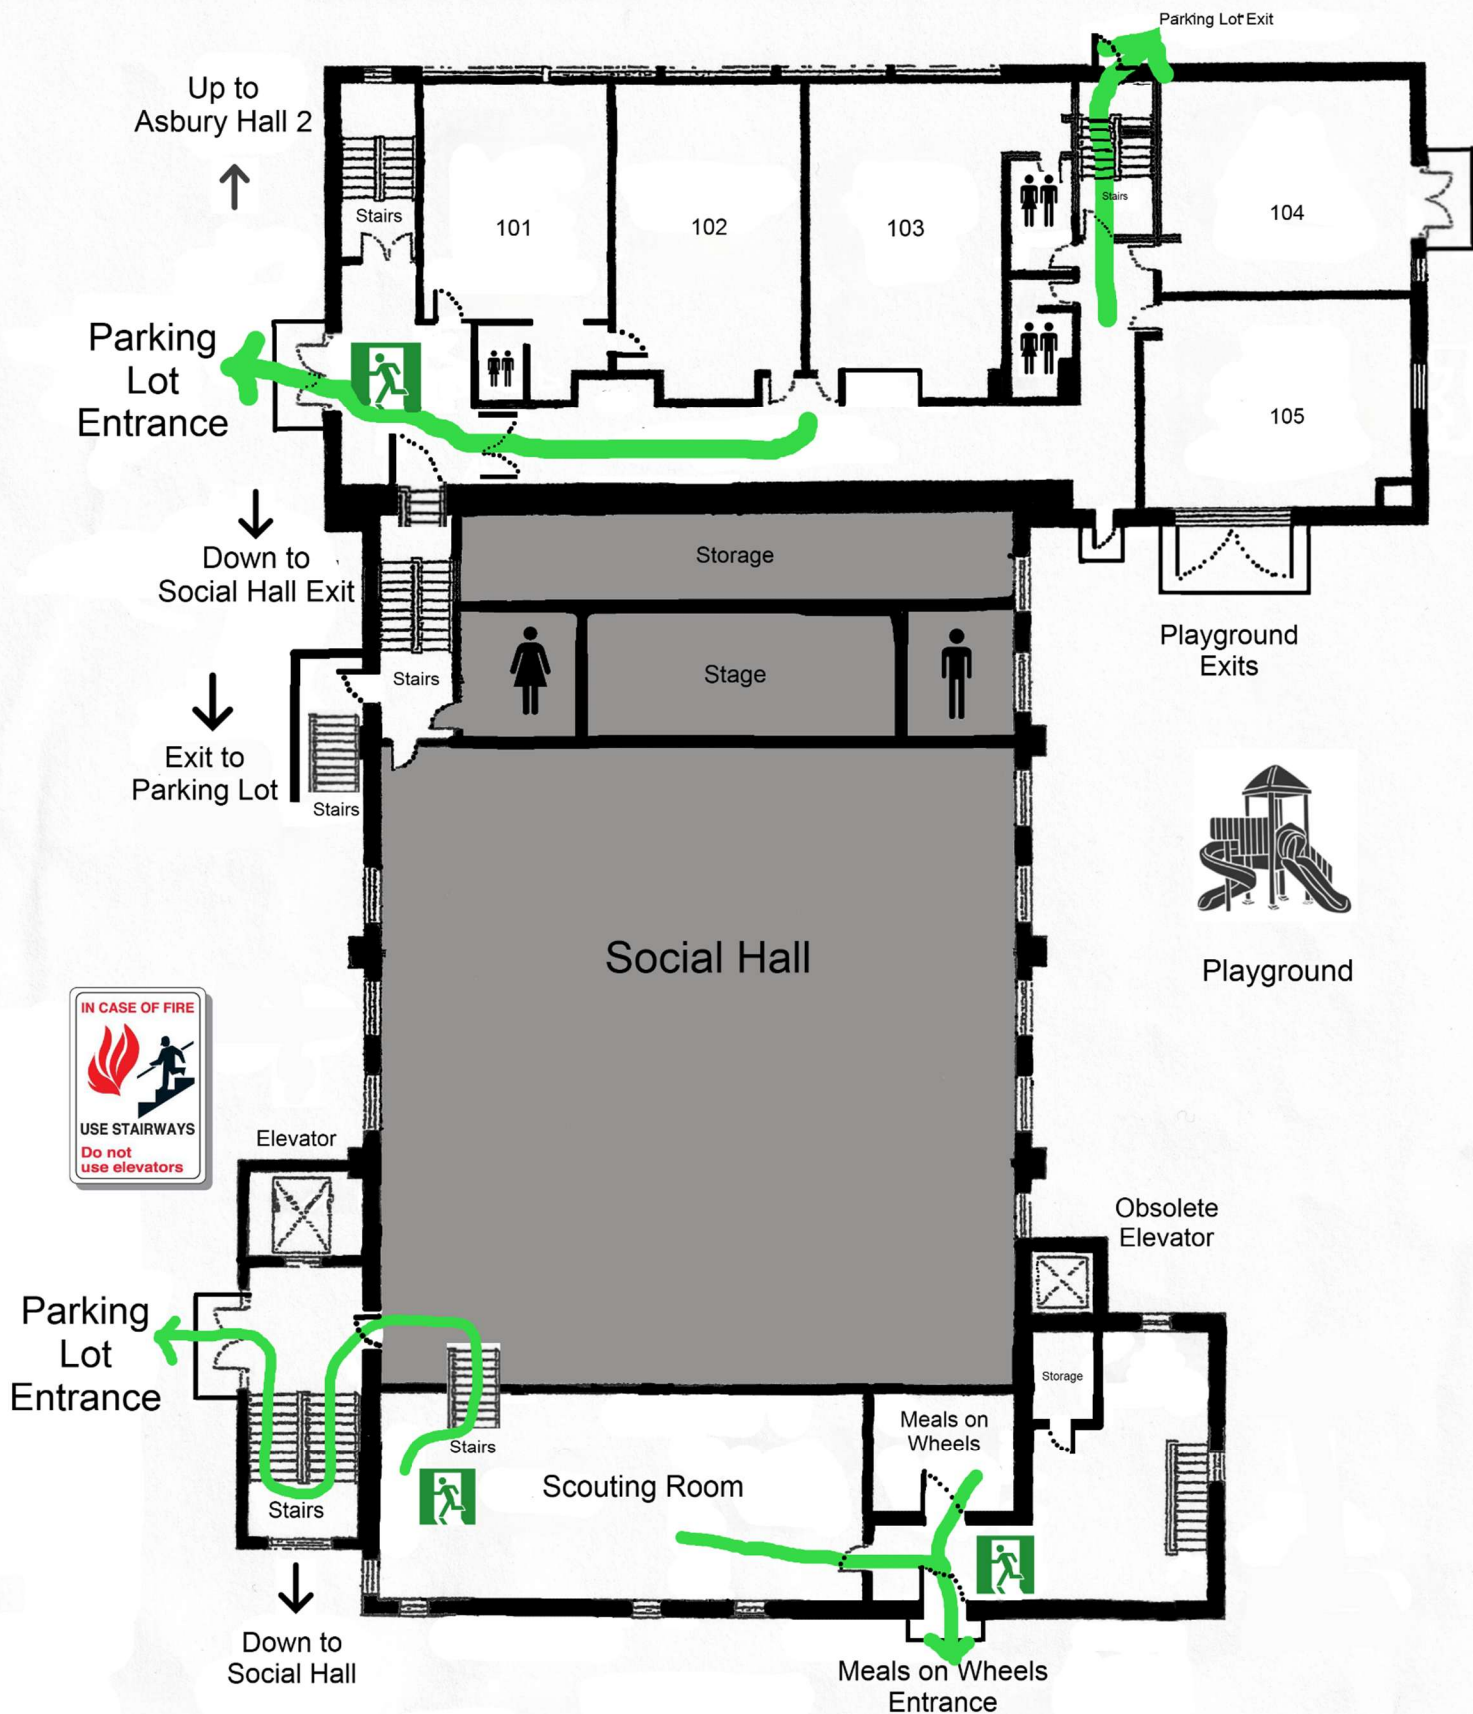 Parking Lot Exit
Up to
Asbury Hall 2
Stairs
101
102
103
Stairs
104
105
Parking
Lot
Entrance
Down to
Social Hall Exit
Storage
Stage
Stairs
Playground
Exits
Exit to
Parking Lot
Stairs
Social Hall
Playground
IN CASE OF FIRE
USE STAIRWAYS
Do not
use elevators
Elevator
Obsolete
Elevator
Parking
Lot
Entrance
Storage
Meals on
Wheels
Stairs
Scouting Room
Stairs
Down to
Social Hall
Meals on Wheels
Entrance